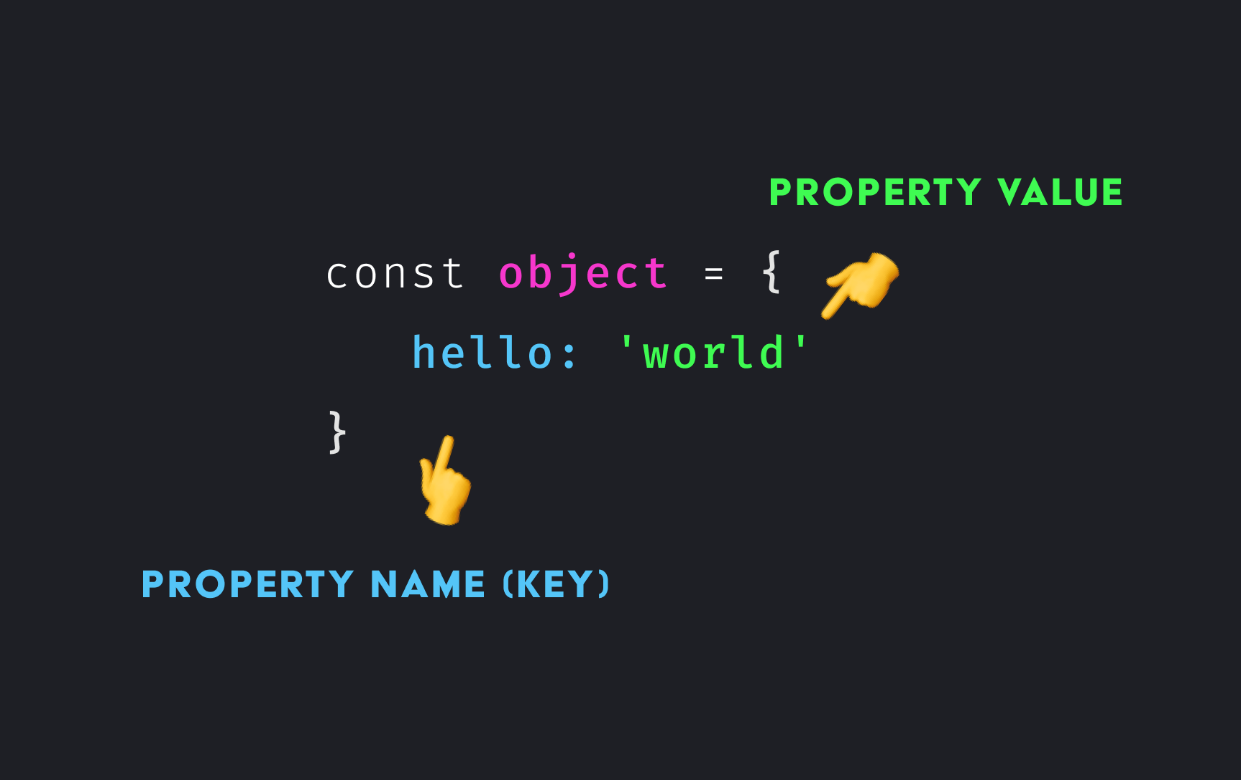 PROPERTY VALUE
const object = {
hello: 'world'
}
PROPERTY NAME (KEY)